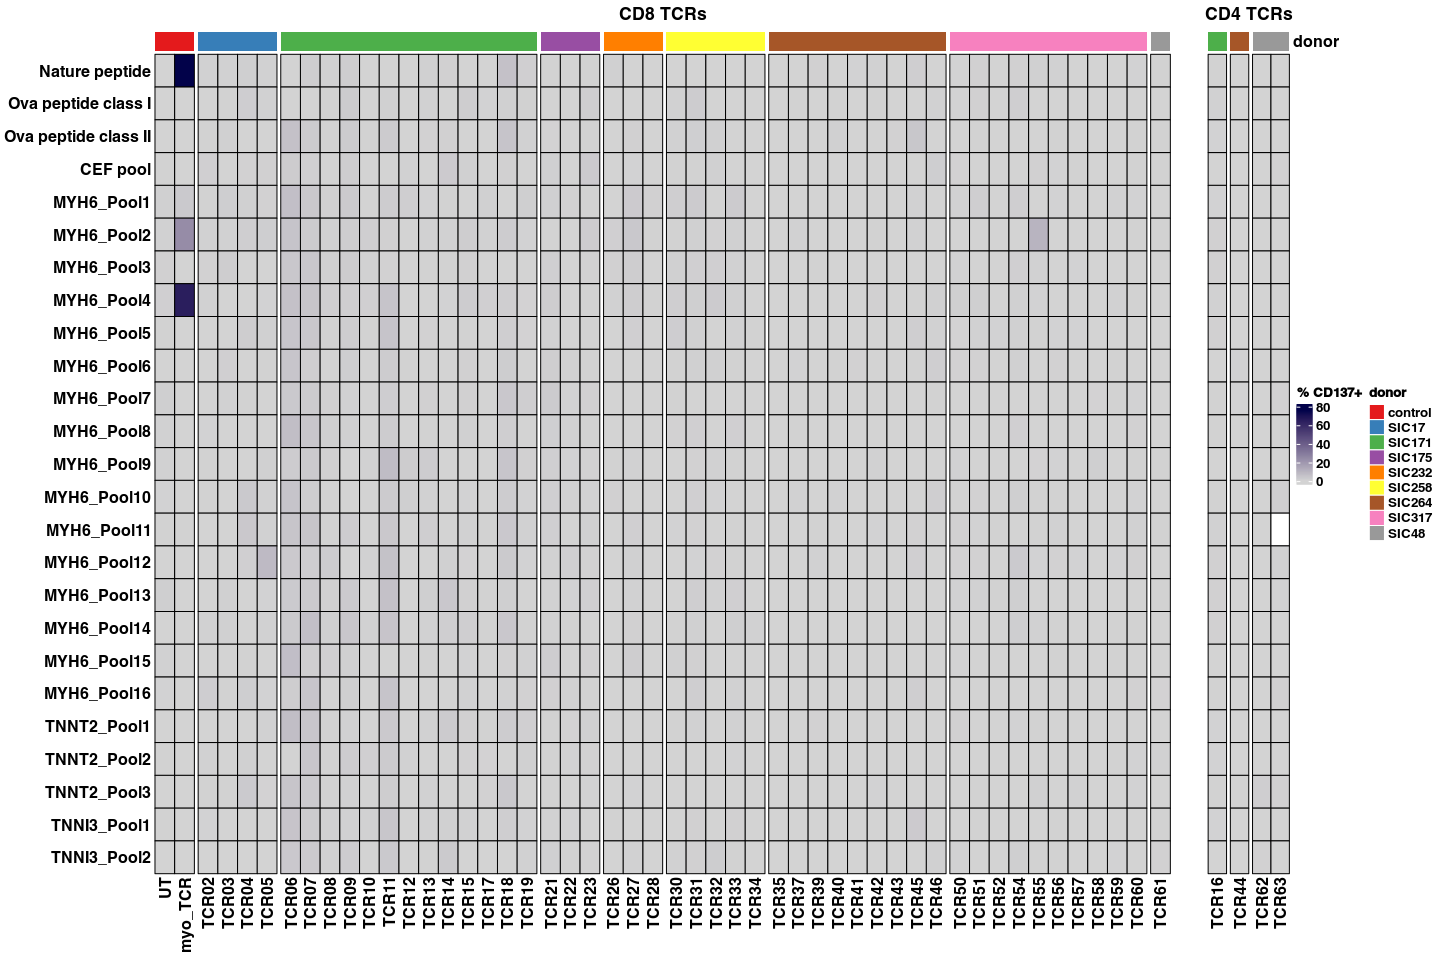 CD8 TCRs
CD4 TCRs
donor
Nature peptide
Ova peptide class I
Ova peptide class II
CEF pool
MYH6_Pool1
MYH6_Pool2
MYH6_Pool3
MYH6_Pool4
MYH6_Pool5
MYH6_Pool6
MYH6_Pool7
MYH6_Pool8
MYH6_Pool9
MYH6_Pool10
MYH6_Pool11
MYH6_Pool12
MYH6_Pool13
MYH6_Pool14
MYH6_Pool15
MYH6_Pool16
TNNT2_Pool1
TNNT2_Pool2
TNNT2_Pool3
TNNI3_Pool1
TNNI3_Pool2
UT
myo_TCR
TCR02
TCR03
TCR04
TCR05
TCR06
TCR07
TCR08
TCR09
TCR10
TCR11
TCR12
TCR13
TCR14
TCR15
TCR17
TCR18
TCR19
TCR21
TCR22
TCR23
TCR26
TCR27
TCR28
TCR30
TCR31
TCR32
TCR33
TCR34
TCR35
TCR37
TCR39
TCR40
TCR41
TCR42
TCR43
TCR45
TCR46
TCR50
TCR51
TCR52
TCR54
TCR55
TCR56
TCR57
TCR58
TCR59
TCR60
TCR61
TCR16
TCR44
TCR62
TCR63
% CD137+
80
60
40
20
0
donor
control
SIC17
SIC171
SIC175
SIC232
SIC258
SIC264
SIC317
SIC48